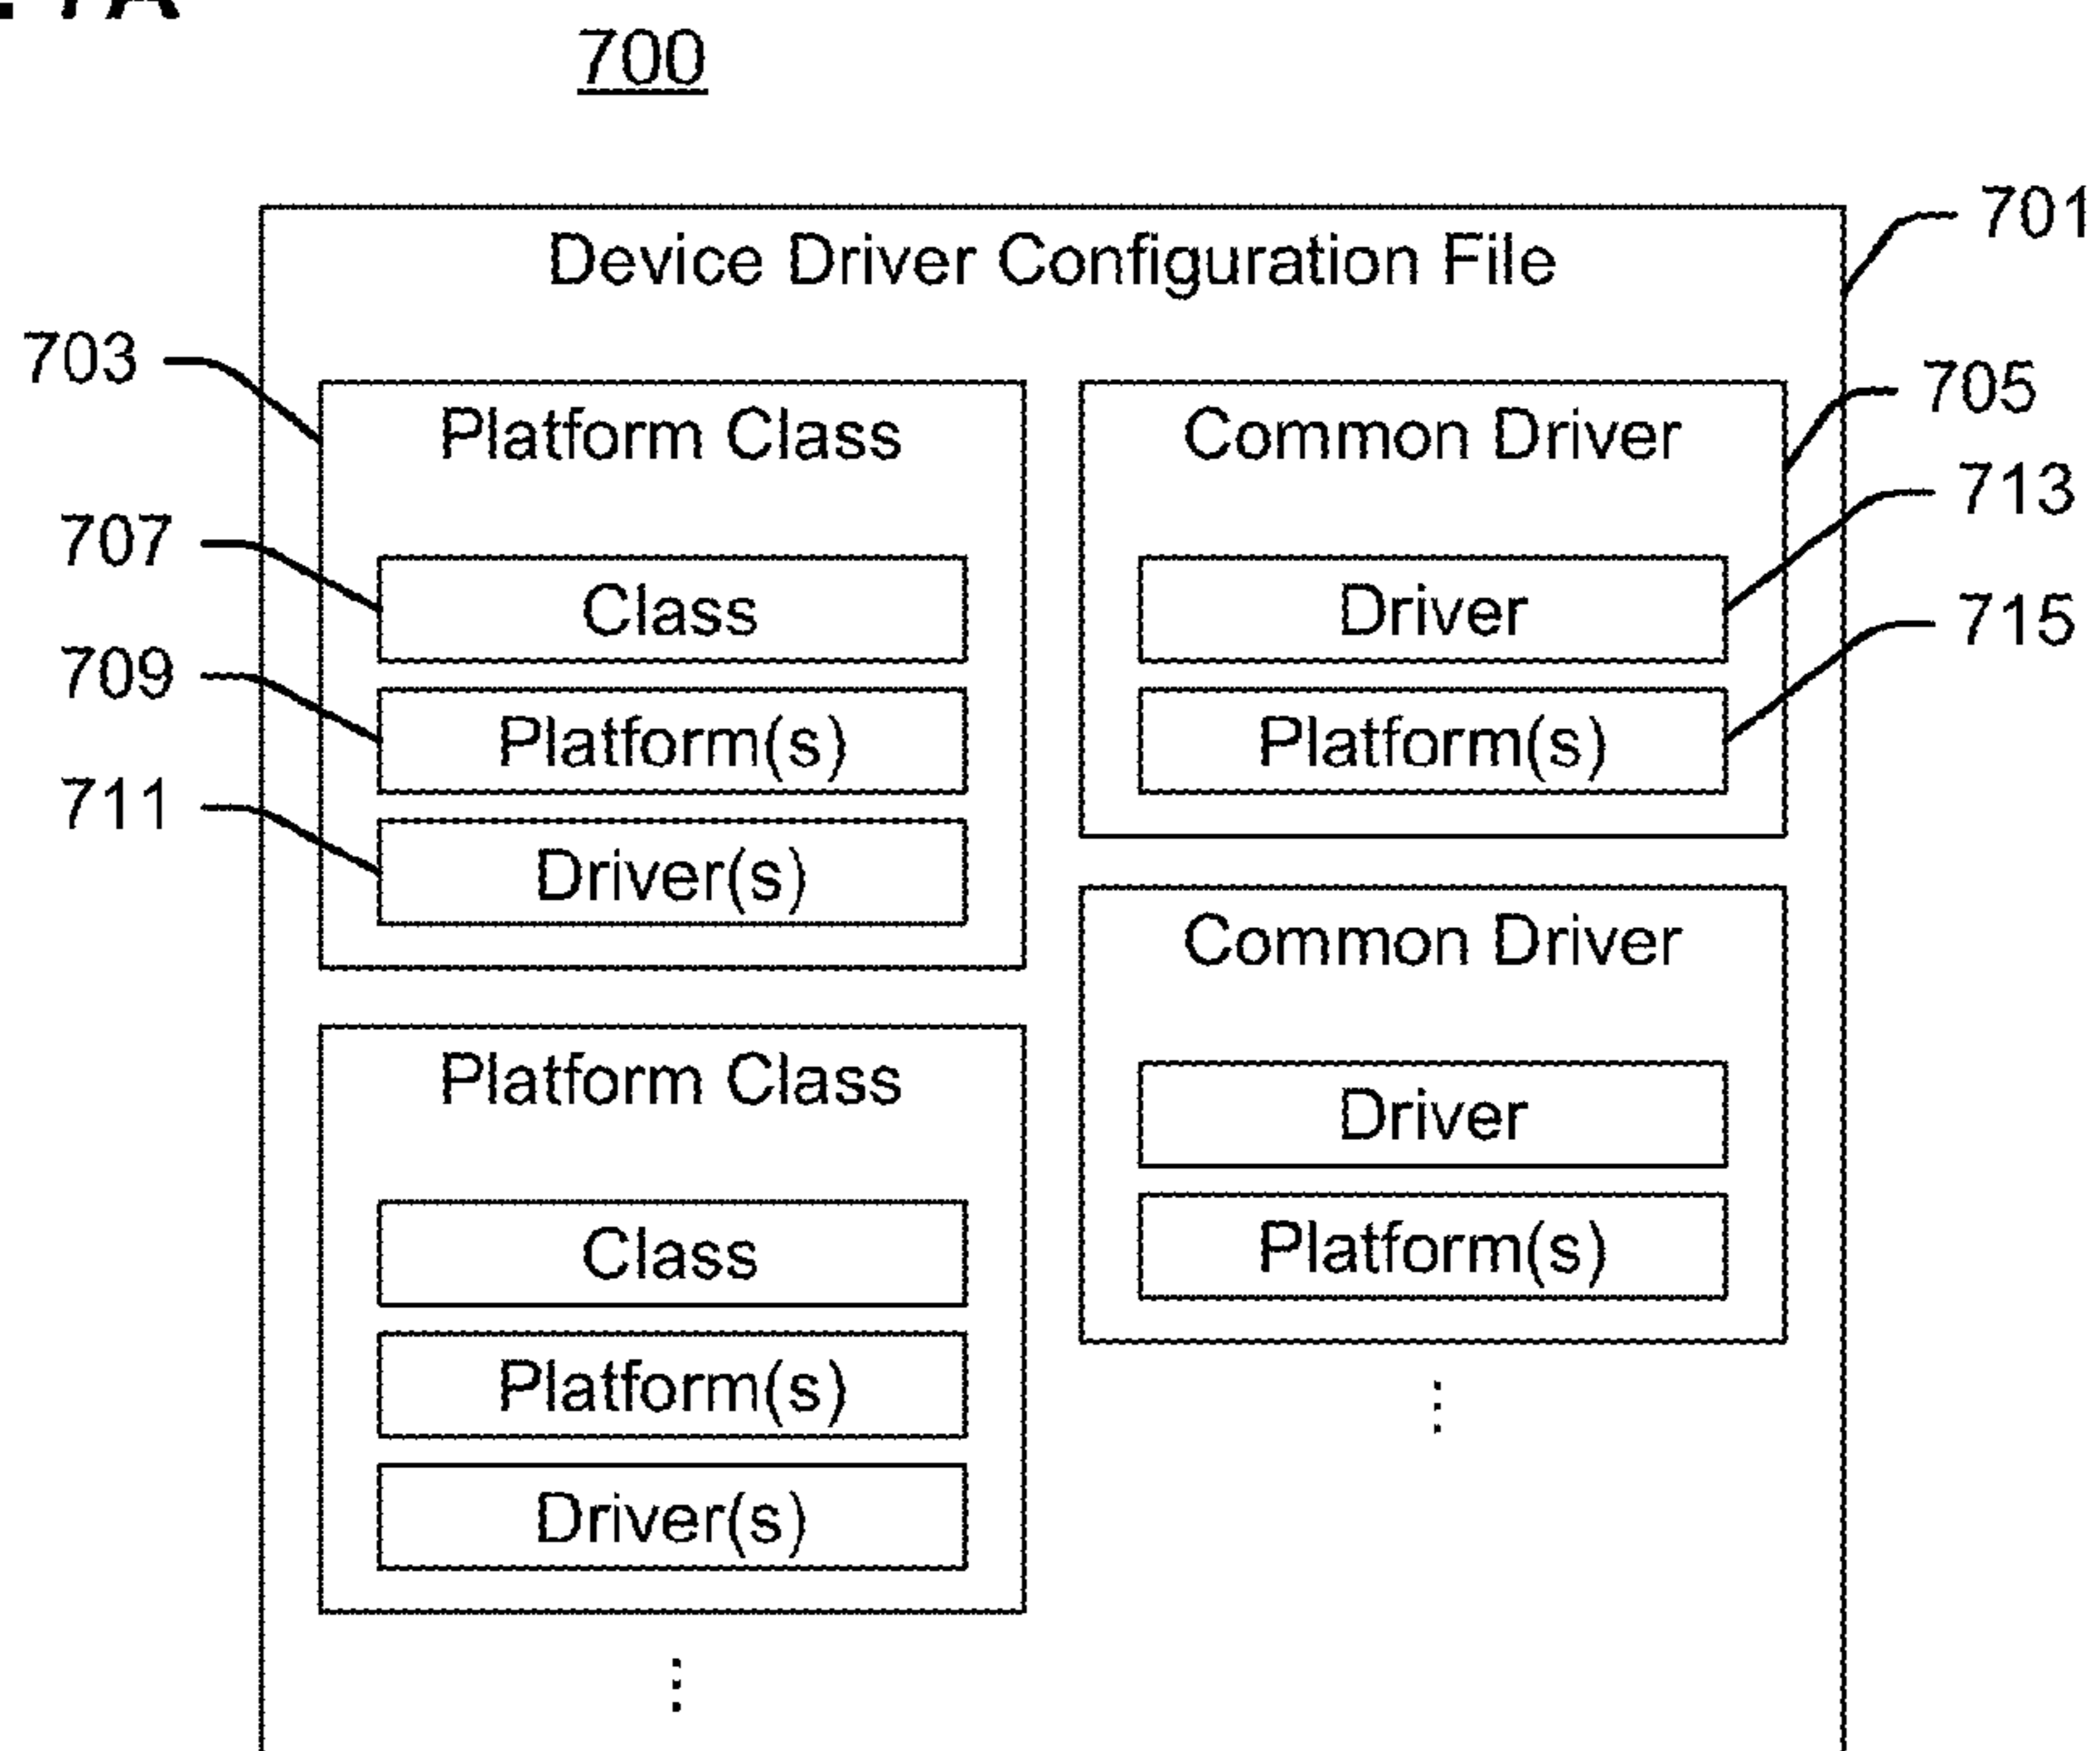 7A
700
701
Device Driver Configuration File
703
Platform Class
707
Class
709
Platform(s)
711
Driver(s)
Platform Class
Class
Platform(s)
Driver(s)
⋮
705
Common Driver
713
Driver
715
Platform(s)
Common Driver
Driver
Platform(s)
⋮